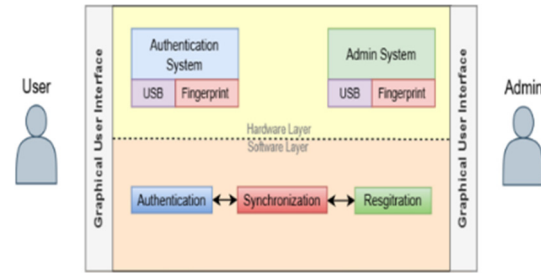 User
Graphical User Interface
Authentication
System
USB
Fingerprint
Admin System
USB
Fingerprint
Hardware Layer
Software Layer
Authentication
Synchronization
Resgitration
Graphical User Interface
Admin